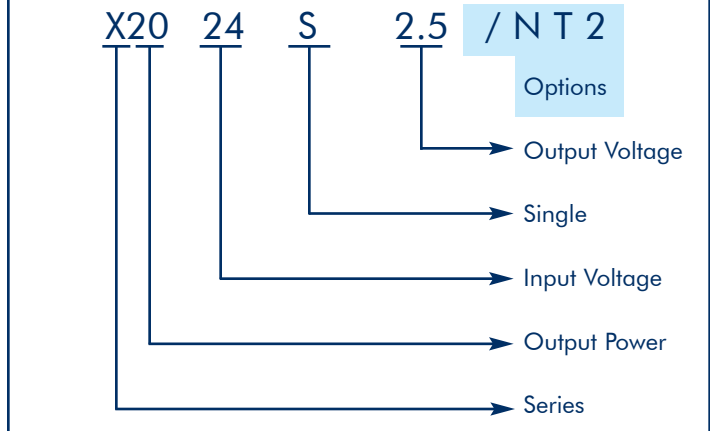 X20 24 S 2.5 / N T 2
Options
Output Voltage
Single
Input Voltage
Output Power
Series